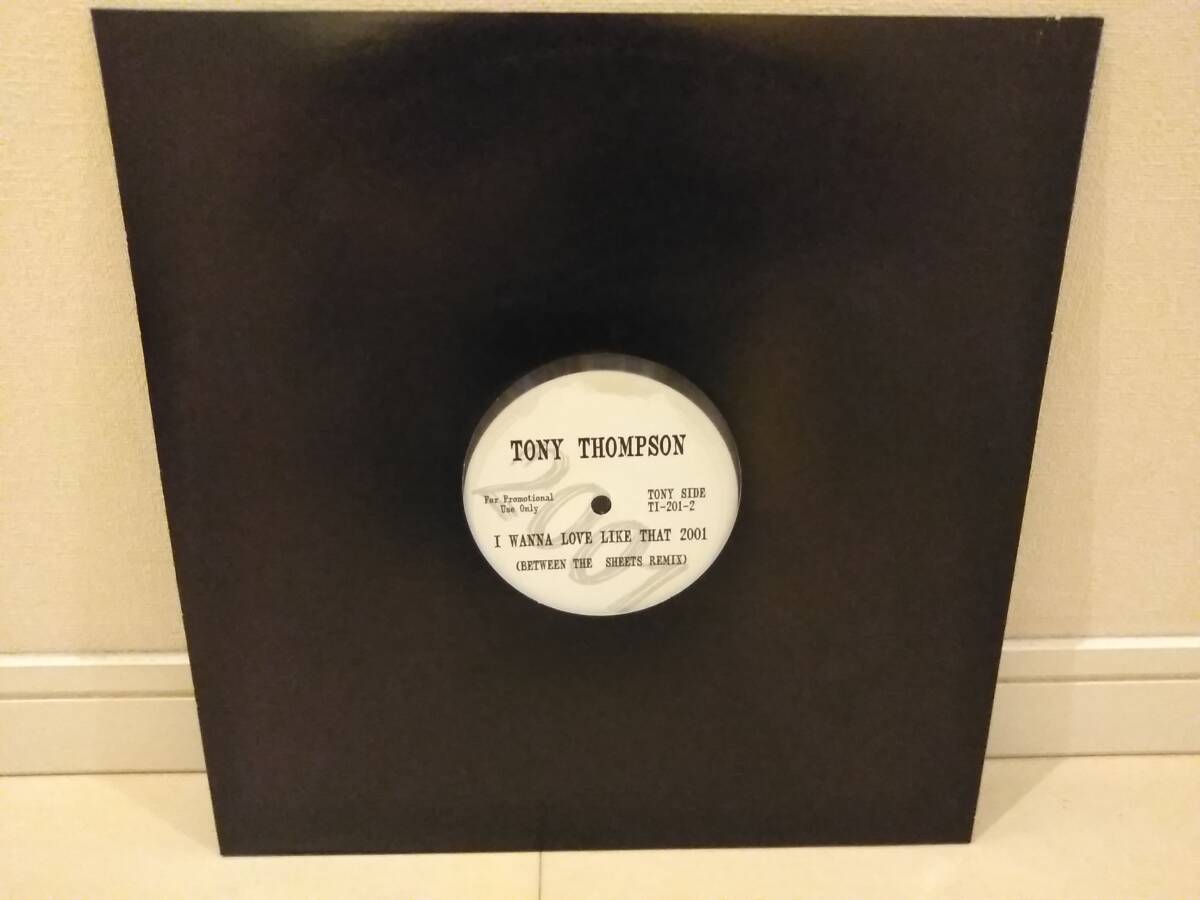 TONY THOMPSON
For Promotional
Use Only
TONY SIDE
TI-201-2
2001
I WANNA LOVE LIKE THAT 2001
(BETWEEN THE SHEETS REMIX)